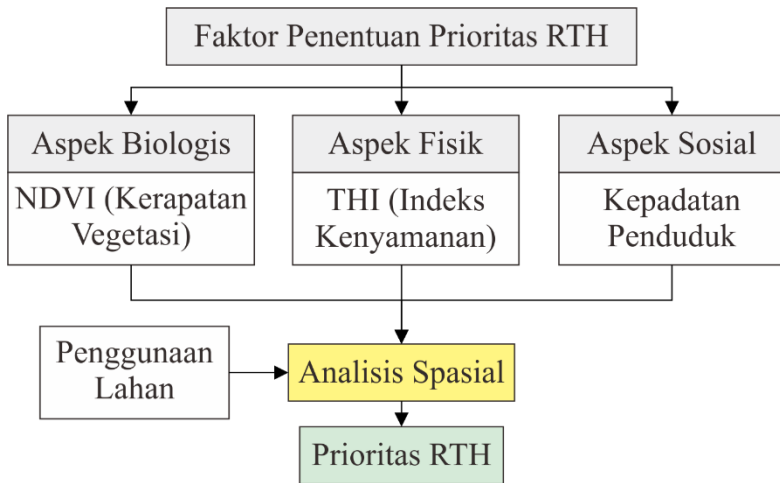 Faktor Penentuan Prioritas RTH
Aspek Biologis
NDVI (Kerapatan
Vegetasi)
Aspek Fisik
THI (Indeks
Kenyamanan)
Aspek Sosial
Kepadatan
Penduduk
Penggunaan
Lahan
Analisis Spasial
Prioritas RTH